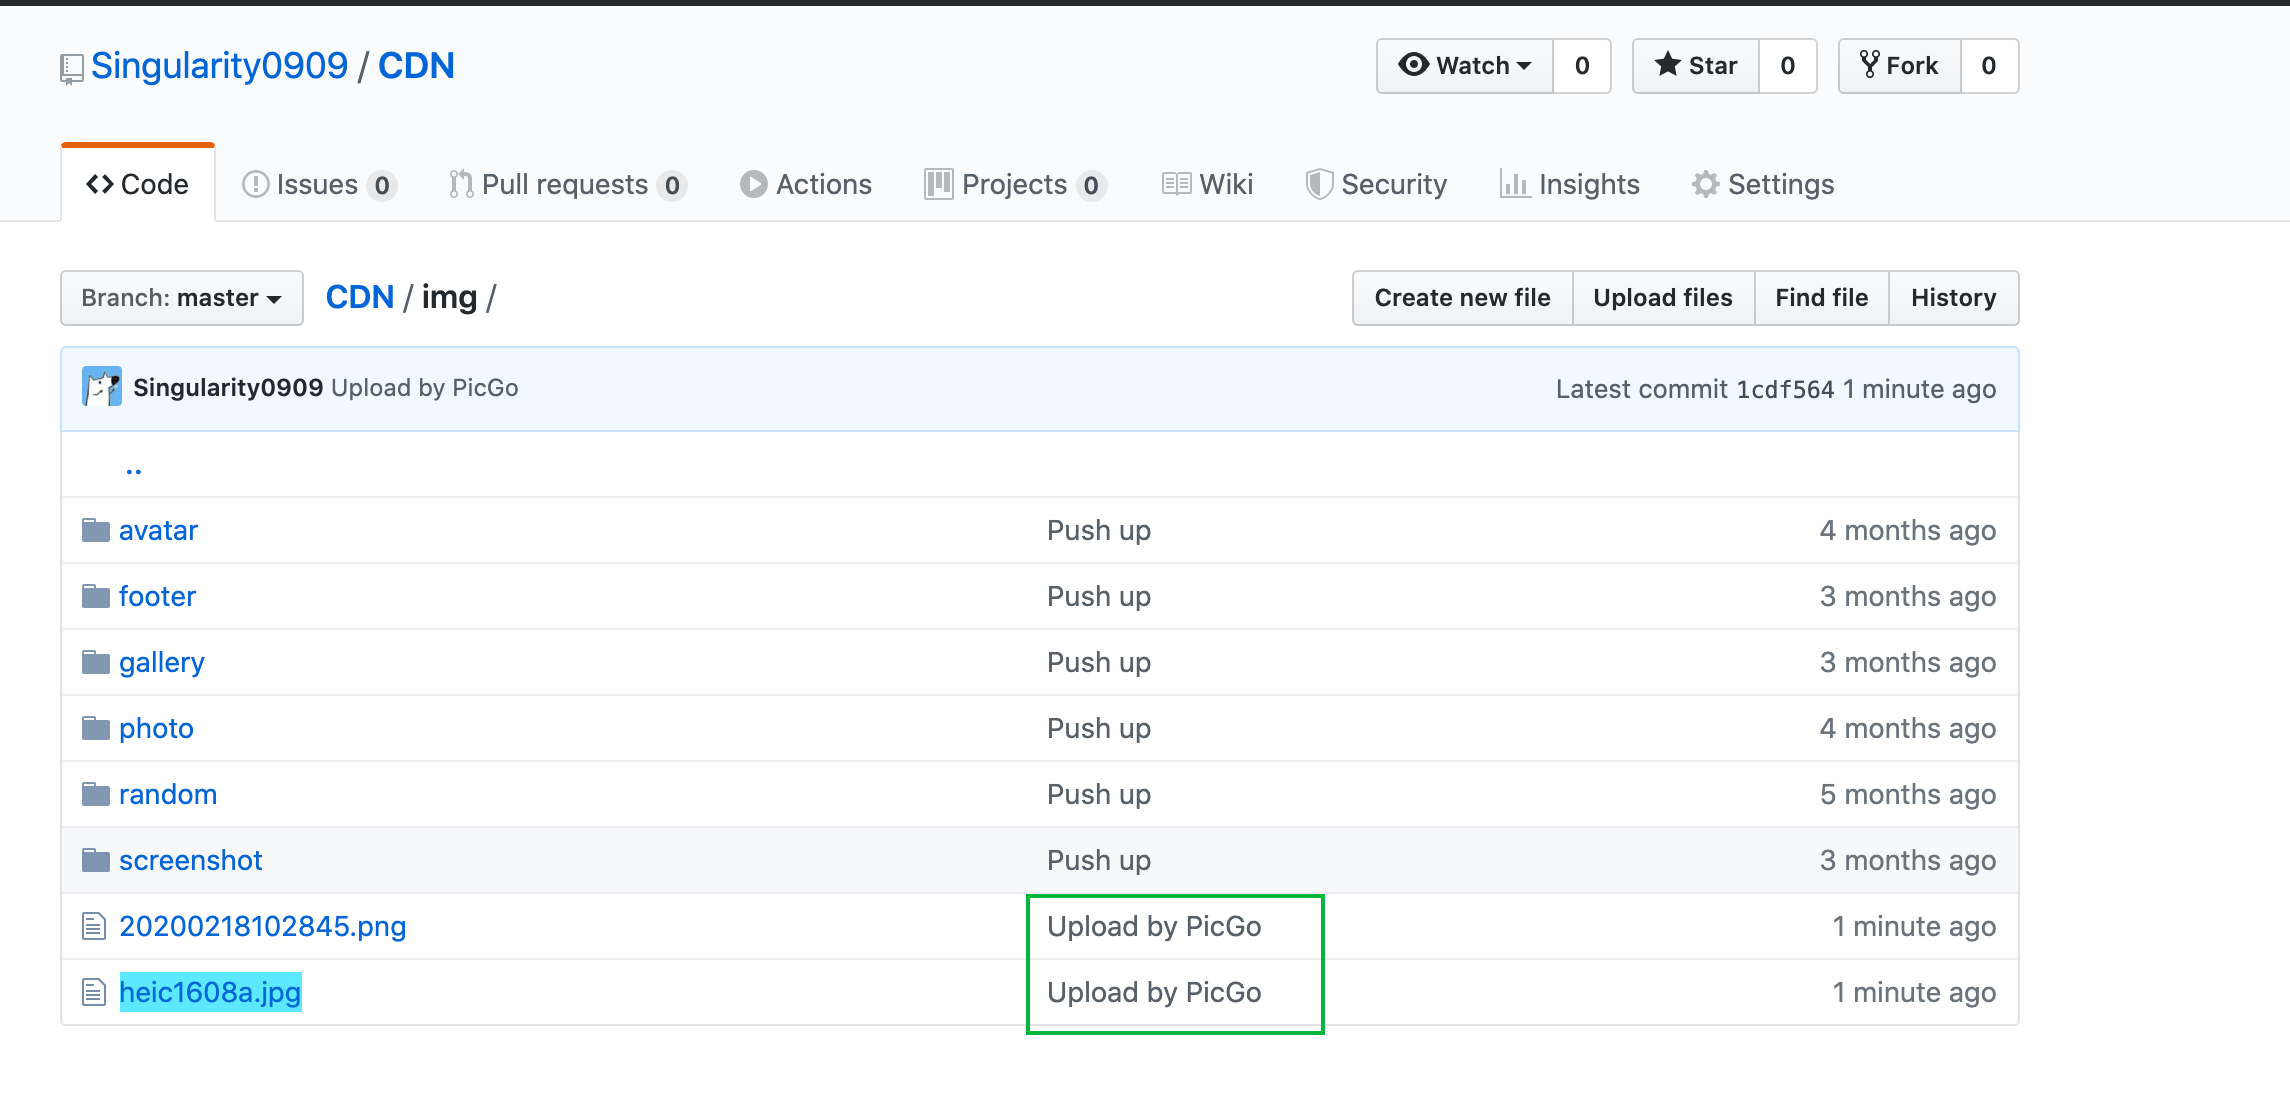 Singularity0909 / CDN
Watch 0 Star 0 Fork 0
Code Issues 0 Pull requests 0 Actions Projects 0 Wiki Security Insights Settings
Branch: master CDN / img / Create new file Upload files Find file History
Singularity0909 Upload by PicGo Latest commit 1cdf564 1 minute ago
..
avatar Push up 4 months ago
footer Push up 3 months ago
gallery Push up 3 months ago
photo Push up 4 months ago
random Push up 5 months ago
screenshot Push up 3 months ago
20200218102845.png Upload by PicGo 1 minute ago
heic1608a.jpg Upload by PicGo 1 minute ago